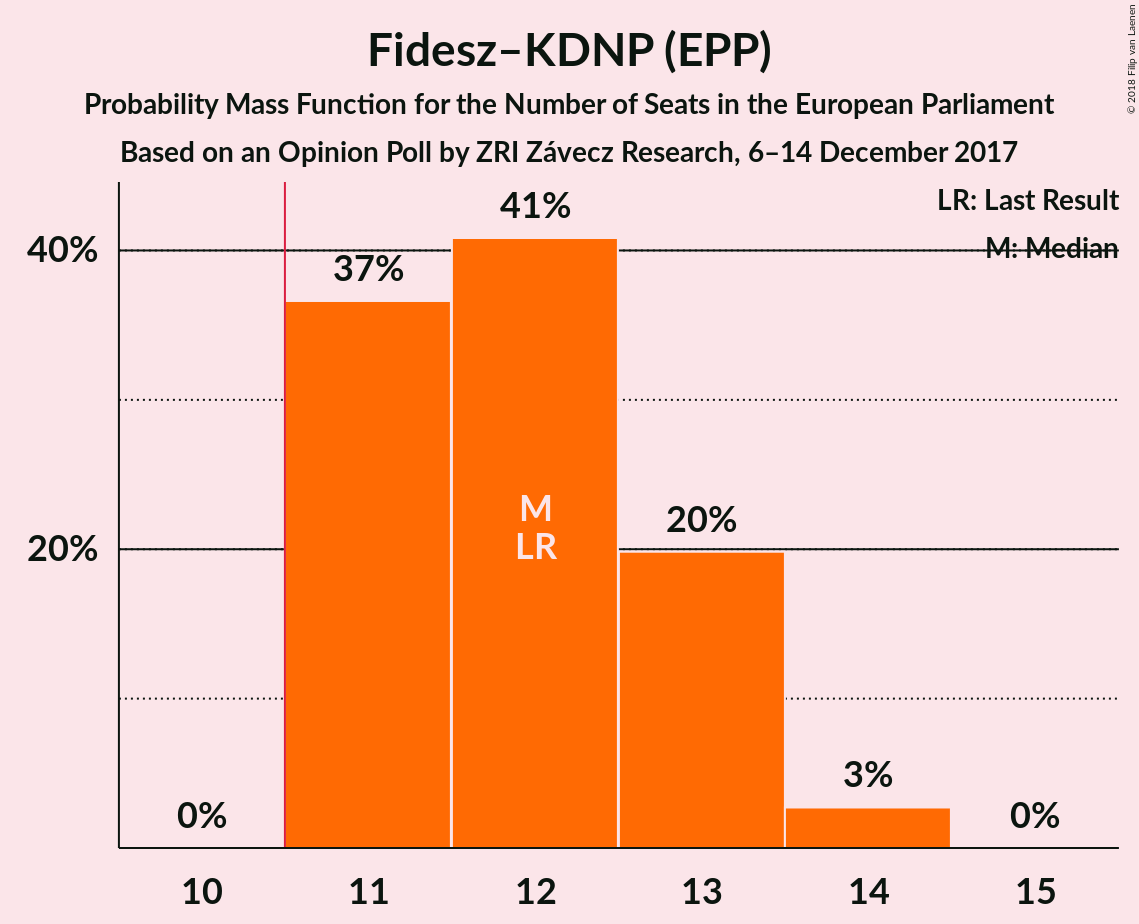 Fidesz–KDNP (EPP)
Probability Mass Function for the Number of Seats in the European Parliament
Based on an Opinion Poll by ZRI Závecz Research, 6–14 December 2017
© 2018 Filip van Laenen
LR: Last Result
M: Median
40%
20%
0%
37%
41%
20%
3%
0%
M
LR
10 11 12 13 14 15